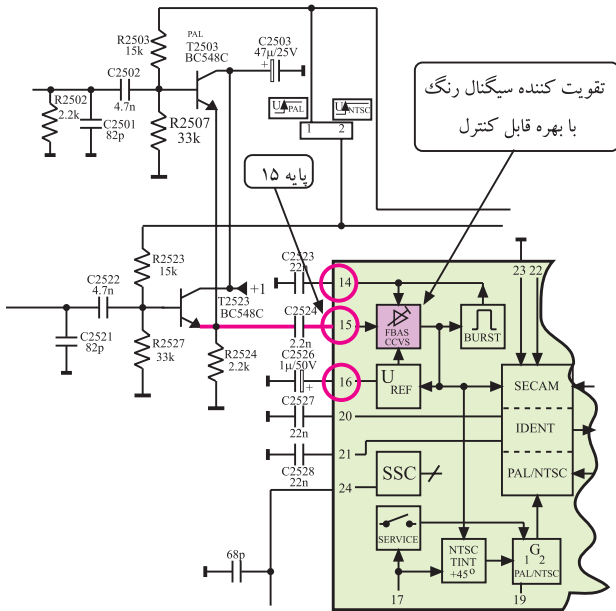 PAL
T2503
BC548C
C2503
47µ/25V
+
R2503
15k
C2502
4.7n
R2502
2.2k
C2501
82p
R2507
33k
U PAL
U NTSC
1 2
تقویت کننده سیگنال رنگ
با بهره قابل کنترل
پایه ۱۵
R2523
15k
C2522
4.7n
C2521
82p
R2527
33k
+1
T2523
BC548C
R2524
2.2k
C2523
22n
C2524
2.2n
C2526
1µ/50V
+
C2527
22n
C2528
22n
68p
14
15
16
20
21
24
23 22
FBAS
CCVS
BURST
U REF
SECAM
IDENT
PAL/NTSC
SSC
SERVICE
NTSC
TINT
+45°
G
1 2
PAL/NTSC
17
19